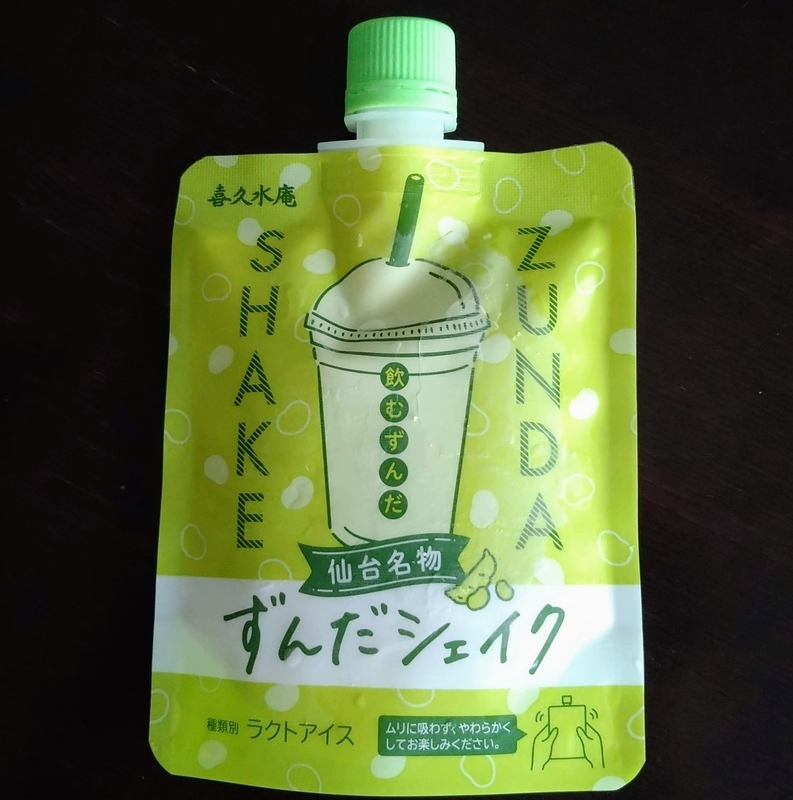 喜久水庵
ZUNDA
SHAKE
飲むずんだ
仙台名物
ずんだシェイク
種類別 ラクトアイス
ムリに吸わず、やわらかく
してお楽しみください。